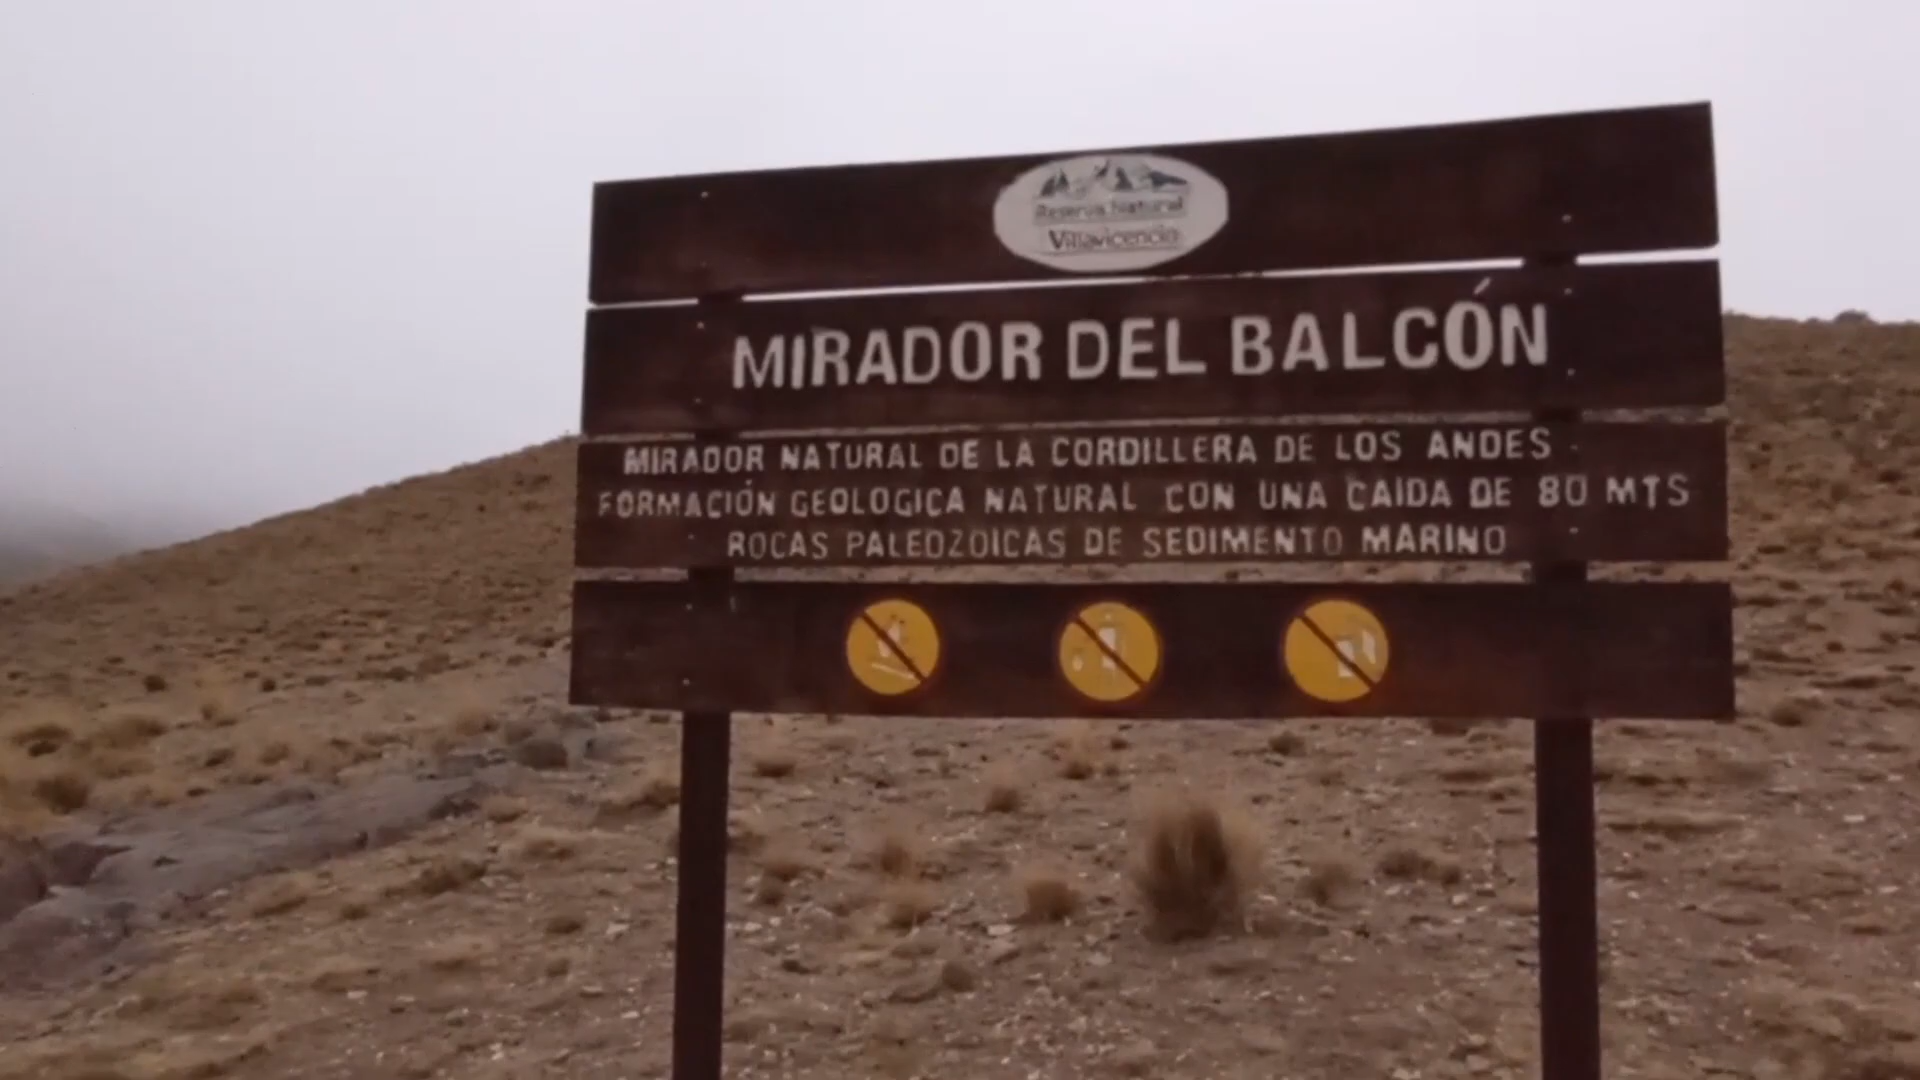 Reserva Natural
Villavicencio
MIRADOR DEL BALCÓN
MIRADOR NATURAL DE LA CORDILLERA DE LOS ANDES
FORMACIÓN GEOLOGICA NATURAL CON UNA CAIDA DE 80 MTS
ROCAS PALEOZOICAS DE SEDIMENTO MARINO